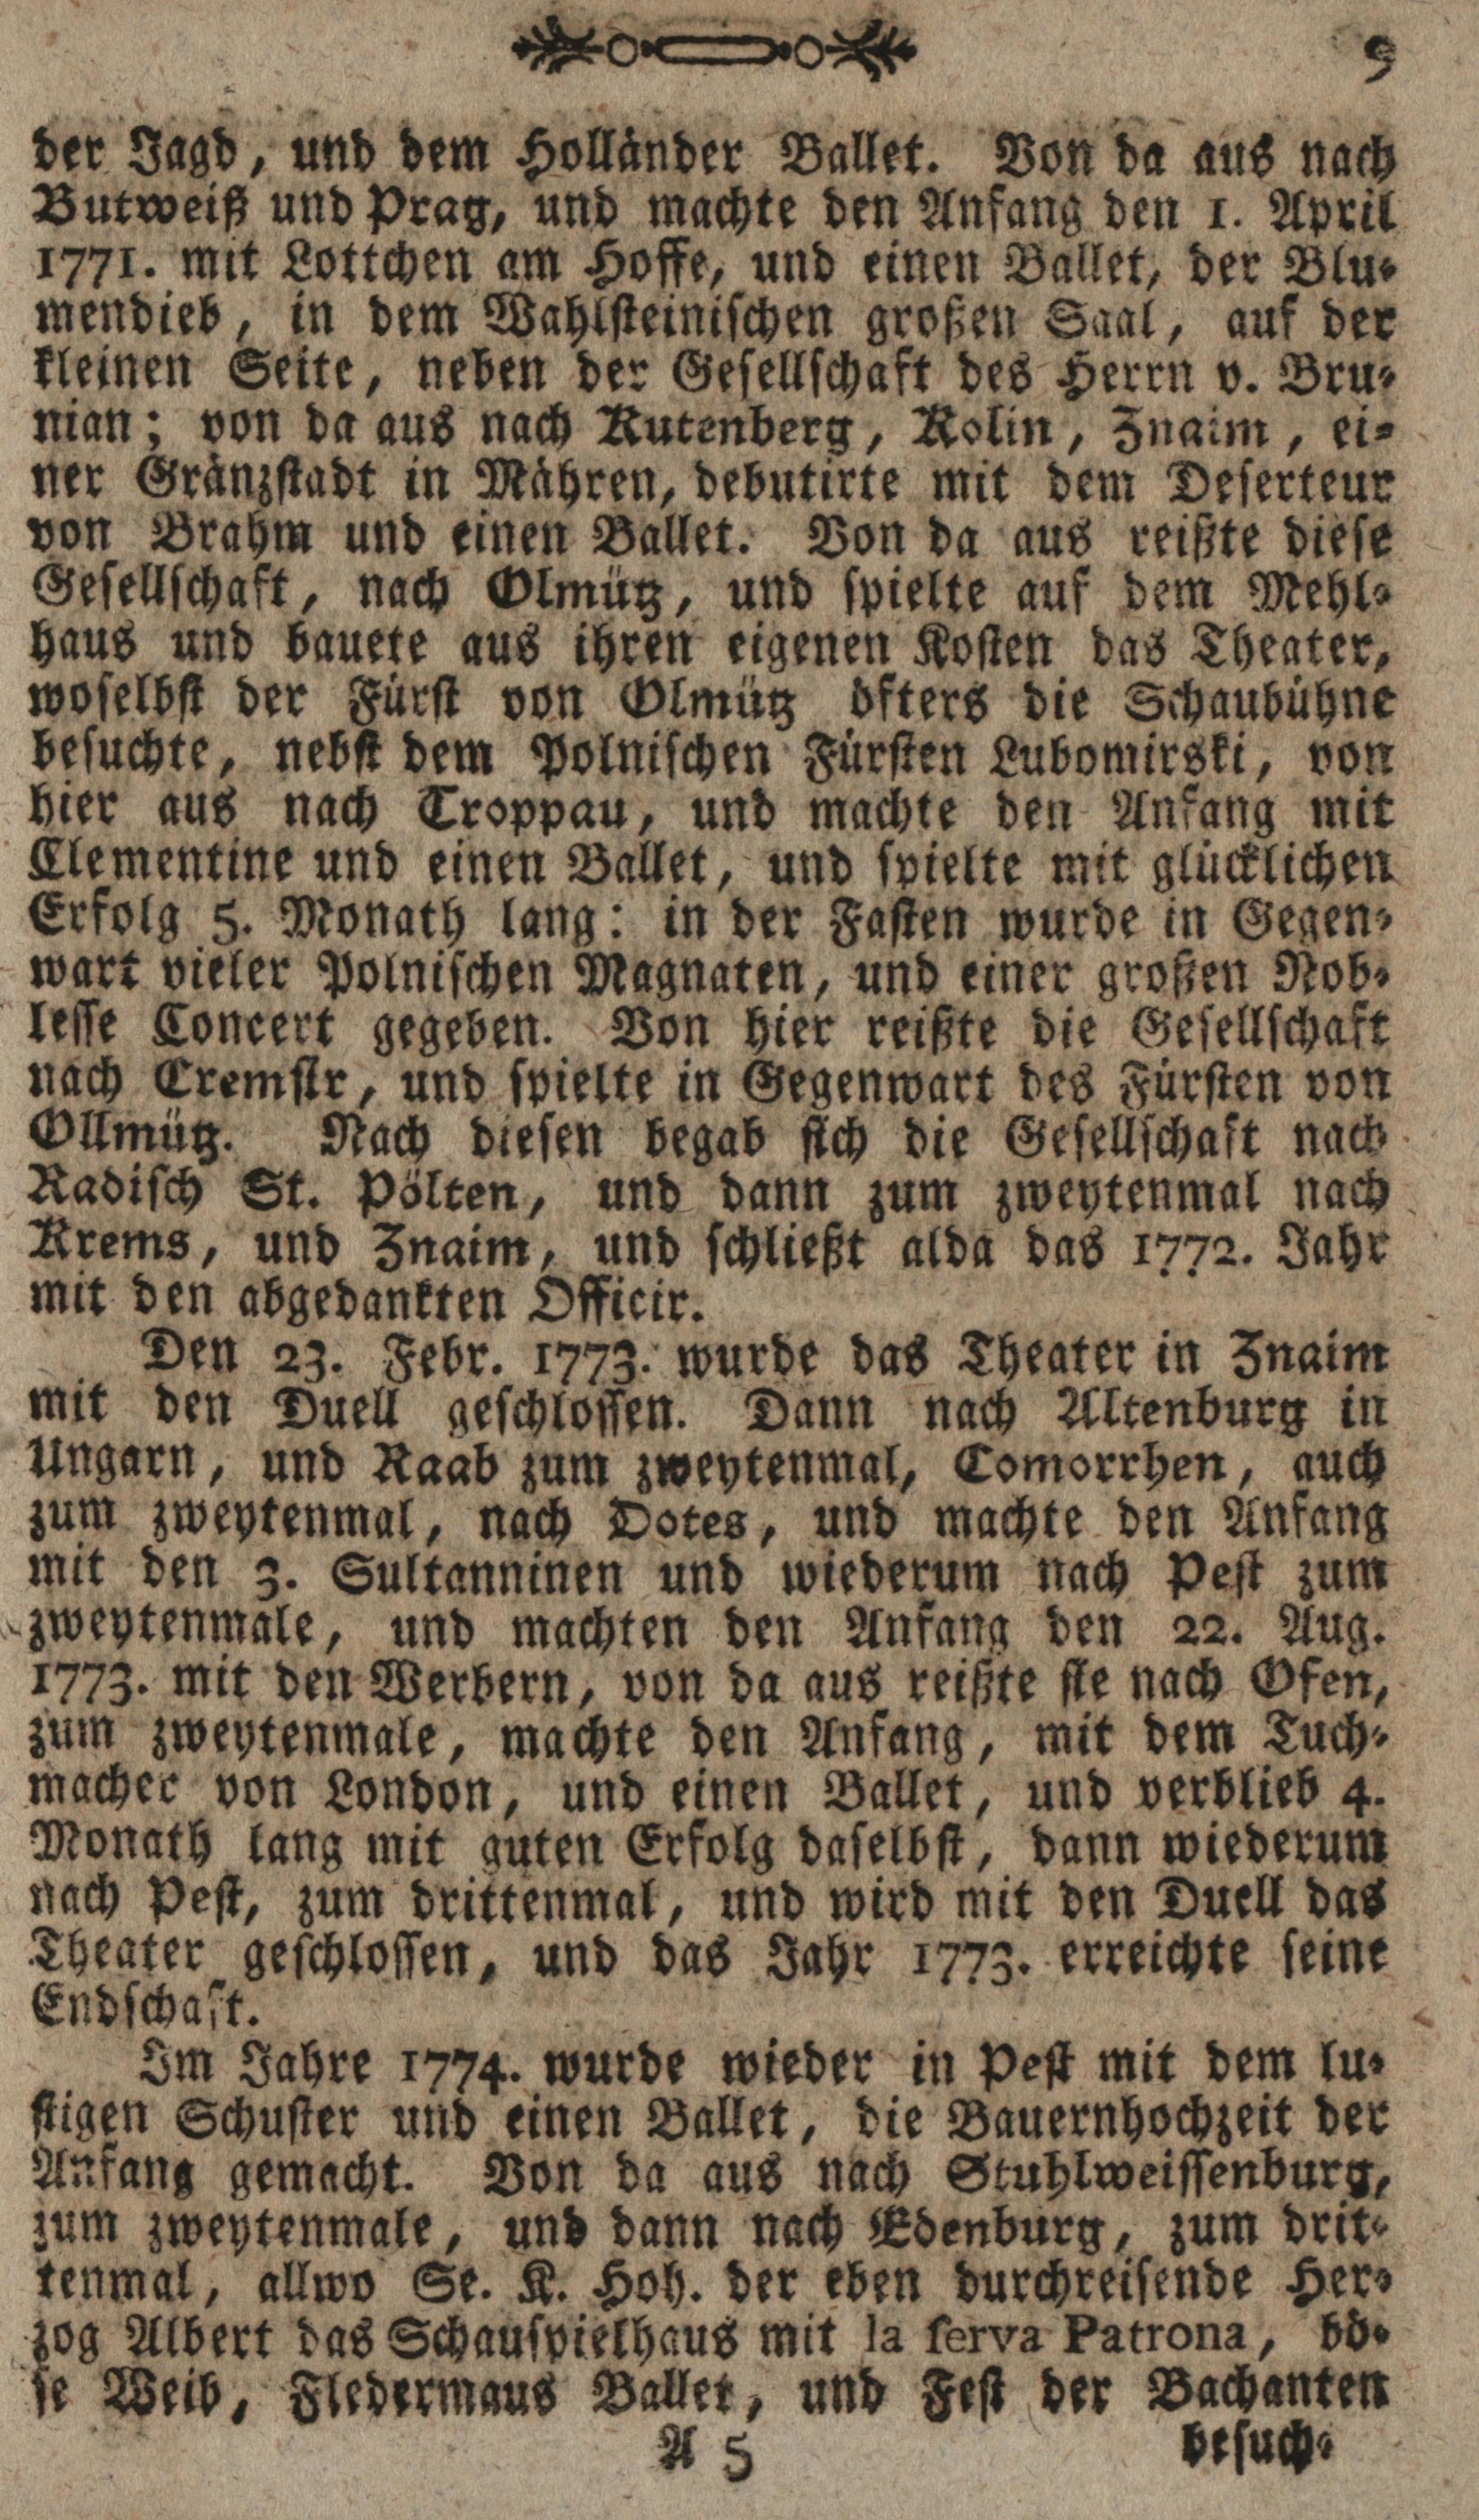 9
der Jagd, und dem Holländer Ballet. Von da aus nach
Butweiß und Prag, und machte den Anfang den 1. April
1771. mit Lottchen am Hoffe, und einen Ballet, der Blu-
mendieb, in dem Wahlsteinischen großen Saal, auf der
kleinen Seite, neben der Gesellschaft des Herrn v. Bru-
nian; von da aus nach Kutenberg, Kolin, Znaim, ei-
ner Gränzstadt in Mähren, debutirte mit dem Deserteur
von Brahm und einen Ballet. Von da aus reißte diese
Gesellschaft, nach Olmütz, und spielte auf dem Mehl-
haus und bauete aus ihren eigenen Kosten das Theater,
woselbst der Fürst von Olmütz öfters die Schaubühne
besuchte, nebst dem Polnischen Fürsten Lubomirski, von
hier aus nach Troppau, und machte den Anfang mit
Clementine und einen Ballet, und spielte mit glücklichen
Erfolg 5. Monath lang: in der Fasten wurde in Gegen-
wart vieler Polnischen Magnaten, und einer großen Nob-
lesse Concert gegeben. Von hier reißte die Gesellschaft
nach Cremsir, und spielte in Gegenwart des Fürsten von
Ollmütz. Nach diesen begab sich die Gesellschaft nach
Radisch St. Pölten, und dann zum zweytenmal nach
Krems, und Znaim, und schließt alda das 1772. Jahr
mit den abgedankten Officir.
Den 23. Febr. 1773. wurde das Theater in Znaim
mit den Duell geschlossen. Dann nach Altenburg in
Ungarn, und Raab zum zweytenmal, Comorrhen, auch
zum zweytenmal, nach Dotes, und machte den Anfang
mit den 3. Sultanninen und wiederum nach Pest zum
zweytenmale, und machten den Anfang den 22. Aug.
1773. mit den Werbern, von da aus reißte sie nach Ofen,
zum zweytenmale, machte den Anfang, mit dem Tuch-
macher von London, und einen Ballet, und verblieb 4.
Monath lang mit guten Erfolg daselbst, dann wiederum
nach Pest, zum drittenmal, und wird mit den Duell das
Theater geschlossen, und das Jahr 1773. erreichte seine
Endschaft.
Im Jahre 1774. wurde wieder in Pest mit dem lu-
stigen Schuster und einen Ballet, die Bauernhochzeit der
Anfang gemacht. Von da aus nach Stuhlweissenburg,
zum zweytenmale, und dann nach Edenburg, zum drit-
tenmal, allwo Se. K. Hoh. der eben durchreisende Her-
zog Albert das Schauspielhaus mit la serva Patrona, bö-
se Weib, Fledermaus Ballet, und Fest der Bachanten
A 5 besuch-